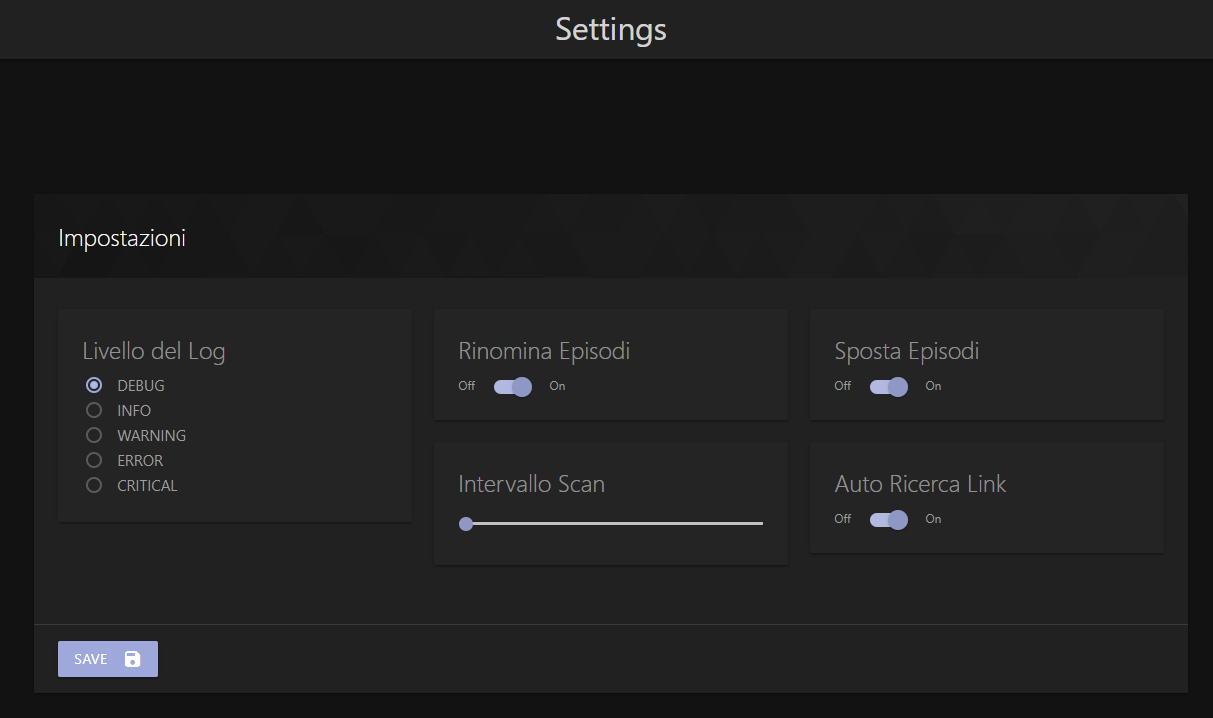 Settings
Impostazioni
Livello del Log
DEBUG
INFO
WARNING
ERROR
CRITICAL
Rinomina Episodi
Off On
Intervallo Scan
Sposta Episodi
Off On
Auto Ricerca Link
Off On
SAVE